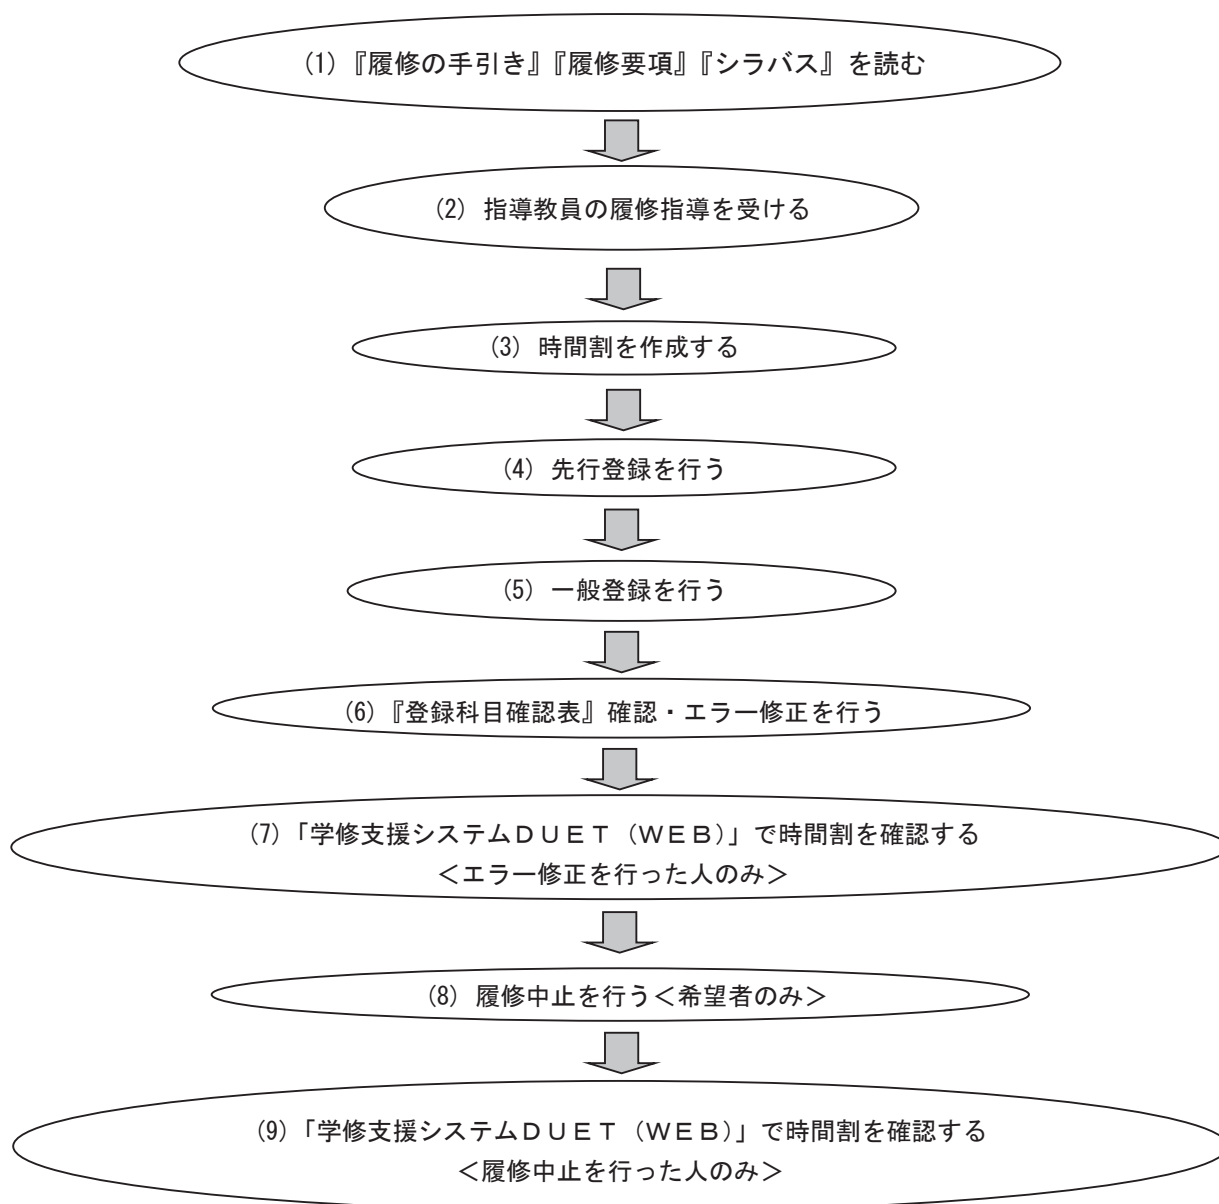 (1)『履修の手引き』『履修要項』『シラバス』を読む
(2) 指導教員の履修指導を受ける
(3) 時間割を作成する
(4) 先行登録を行う
(5) 一般登録を行う
(6)『登録科目確認表』確認・エラー修正を行う
(7)「学修支援システムＤＵＥＴ（ＷＥＢ）」で時間割を確認する
＜エラー修正を行った人のみ＞
(8) 履修中止を行う＜希望者のみ＞
(9)「学修支援システムＤＵＥＴ（ＷＥＢ）」で時間割を確認する
＜履修中止を行った人のみ＞